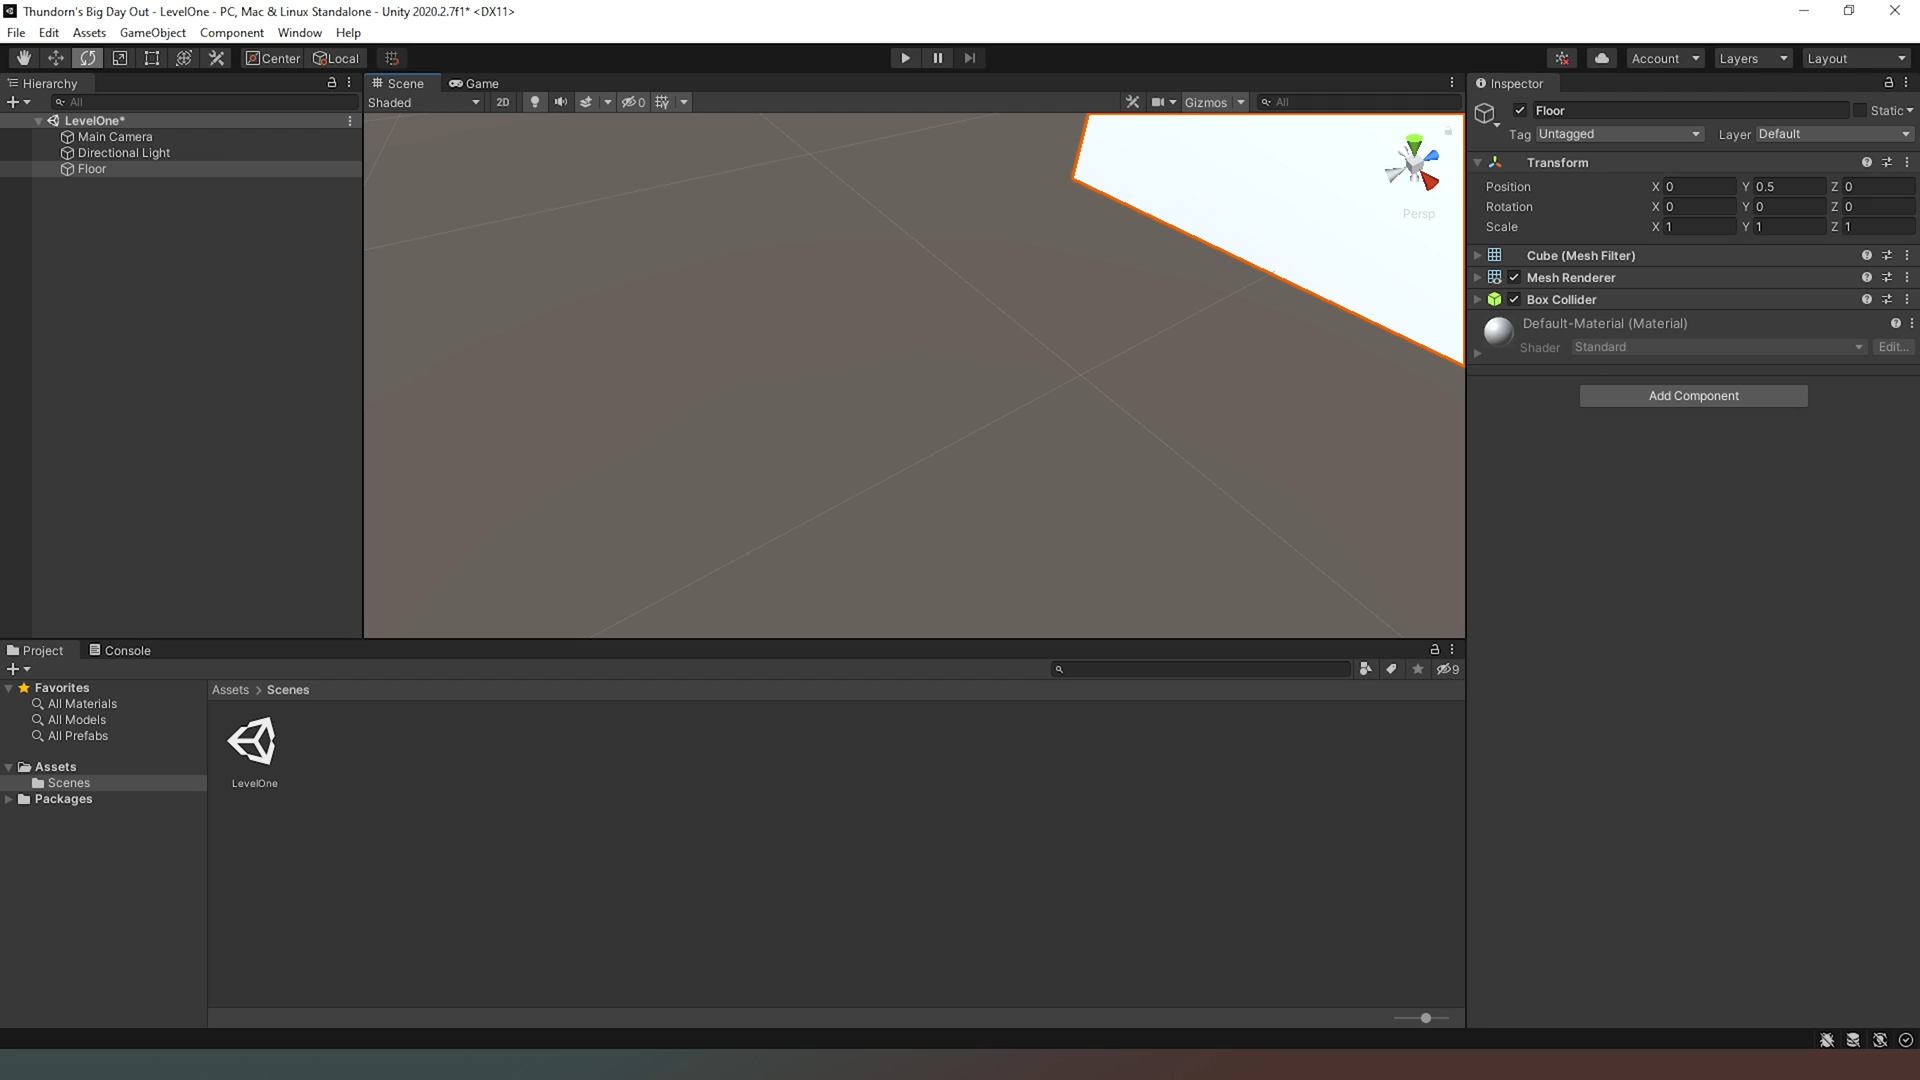 Thundorn's Big Day Out - LevelOne - PC, Mac & Linux Standalone - Unity 2020.2.7f1* <DX11>
File Edit Assets GameObject Component Window Help
Center Local Account Layers Layout
Hierarchy
All
LevelOne*
Main Camera
Directional Light
Floor
Scene Game
Shaded 2D 0 Gizmos All
Persp
Inspector
Floor Static
Tag Untagged Layer Default
Transform
Position X 0 Y 0.5 Z 0
Rotation X 0 Y 0 Z 0
Scale X 1 Y 1 Z 1
Cube (Mesh Filter)
Mesh Renderer
Box Collider
Default-Material (Material)
Shader Standard Edit...
Add Component
Project Console
9
Favorites
All Materials
All Models
All Prefabs
Assets
Scenes
Packages
Assets > Scenes
LevelOne